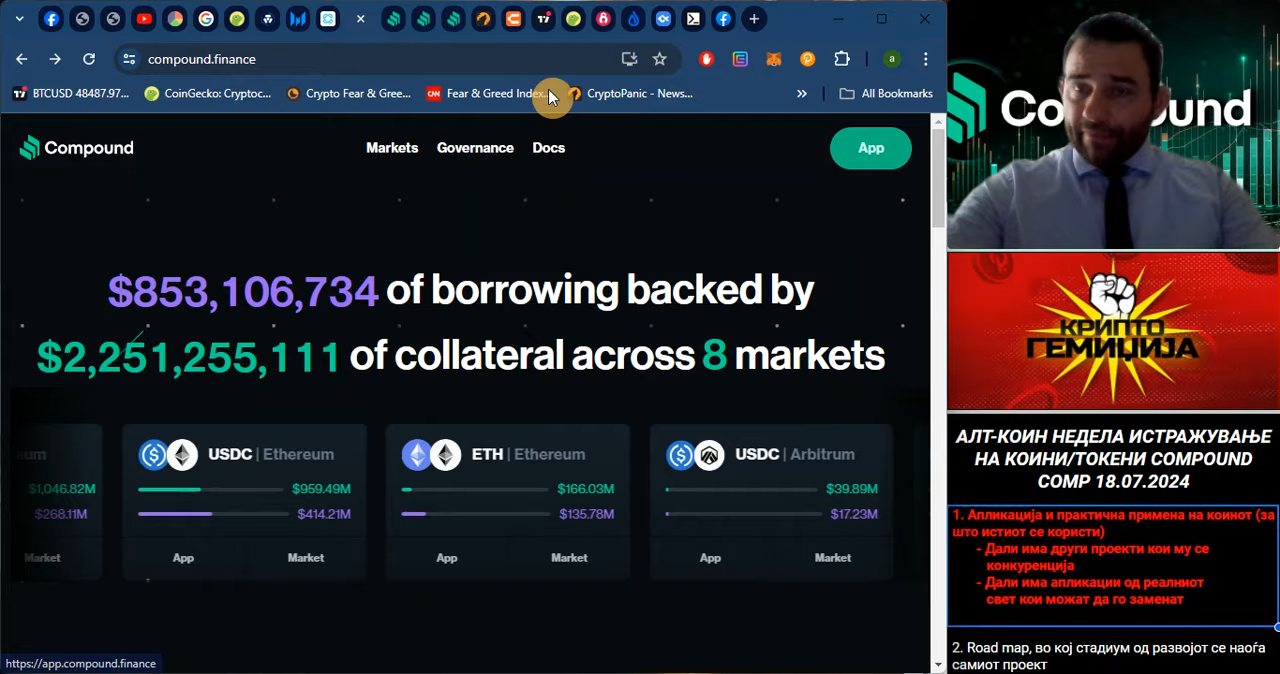 compound.finance
a
BTCUSD 48487.97...
CoinGecko: Cryptoc...
Crypto Fear & Gree...
CNN
Fear & Greed Index...
CryptoPanic - News...
»
All Bookmarks
Compound
Markets
Governance
Docs
App
$853,106,734 of borrowing backed by
$2,251,255,111 of collateral across 8 markets
$1,046.82M
$268.11M
Market
USDC | Ethereum
$959.49M
$414.21M
App
Market
ETH | Ethereum
$166.03M
$135.78M
App
Market
USDC | Arbitrum
$39.89M
$17.23M
App
Market
https://app.compound.finance
КРИПТО
ГЕМИЏИЈА
АЛТ-КОИН НЕДЕЛА ИСТРАЖУВАЊЕ
НА КОИНИ/ТОКЕНИ COMPOUND
COMP 18.07.2024
1. Апликација и практична примена на коинот (за
што истиот се користи)
- Дали има други проекти кои му се
конкуренција
- Дали има апликации од реалниот
свет кои можат да го заменат
2. Road map, во кој стадиум од развојот се наоѓа
самиот проект